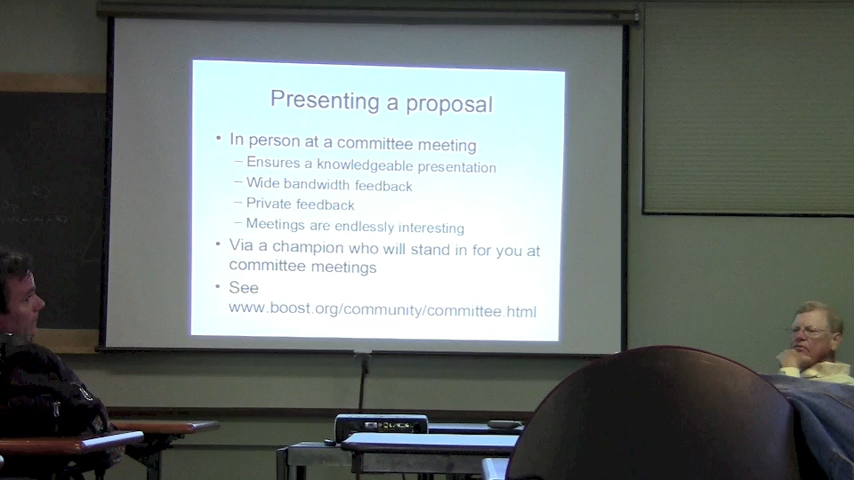 Presenting a proposal
• In person at a committee meeting
– Ensures a knowledgeable presentation
– Wide bandwidth feedback
– Private feedback
– Meetings are endlessly interesting
• Via a champion who will stand in for you at
committee meetings
• See
www.boost.org/community/committee.html